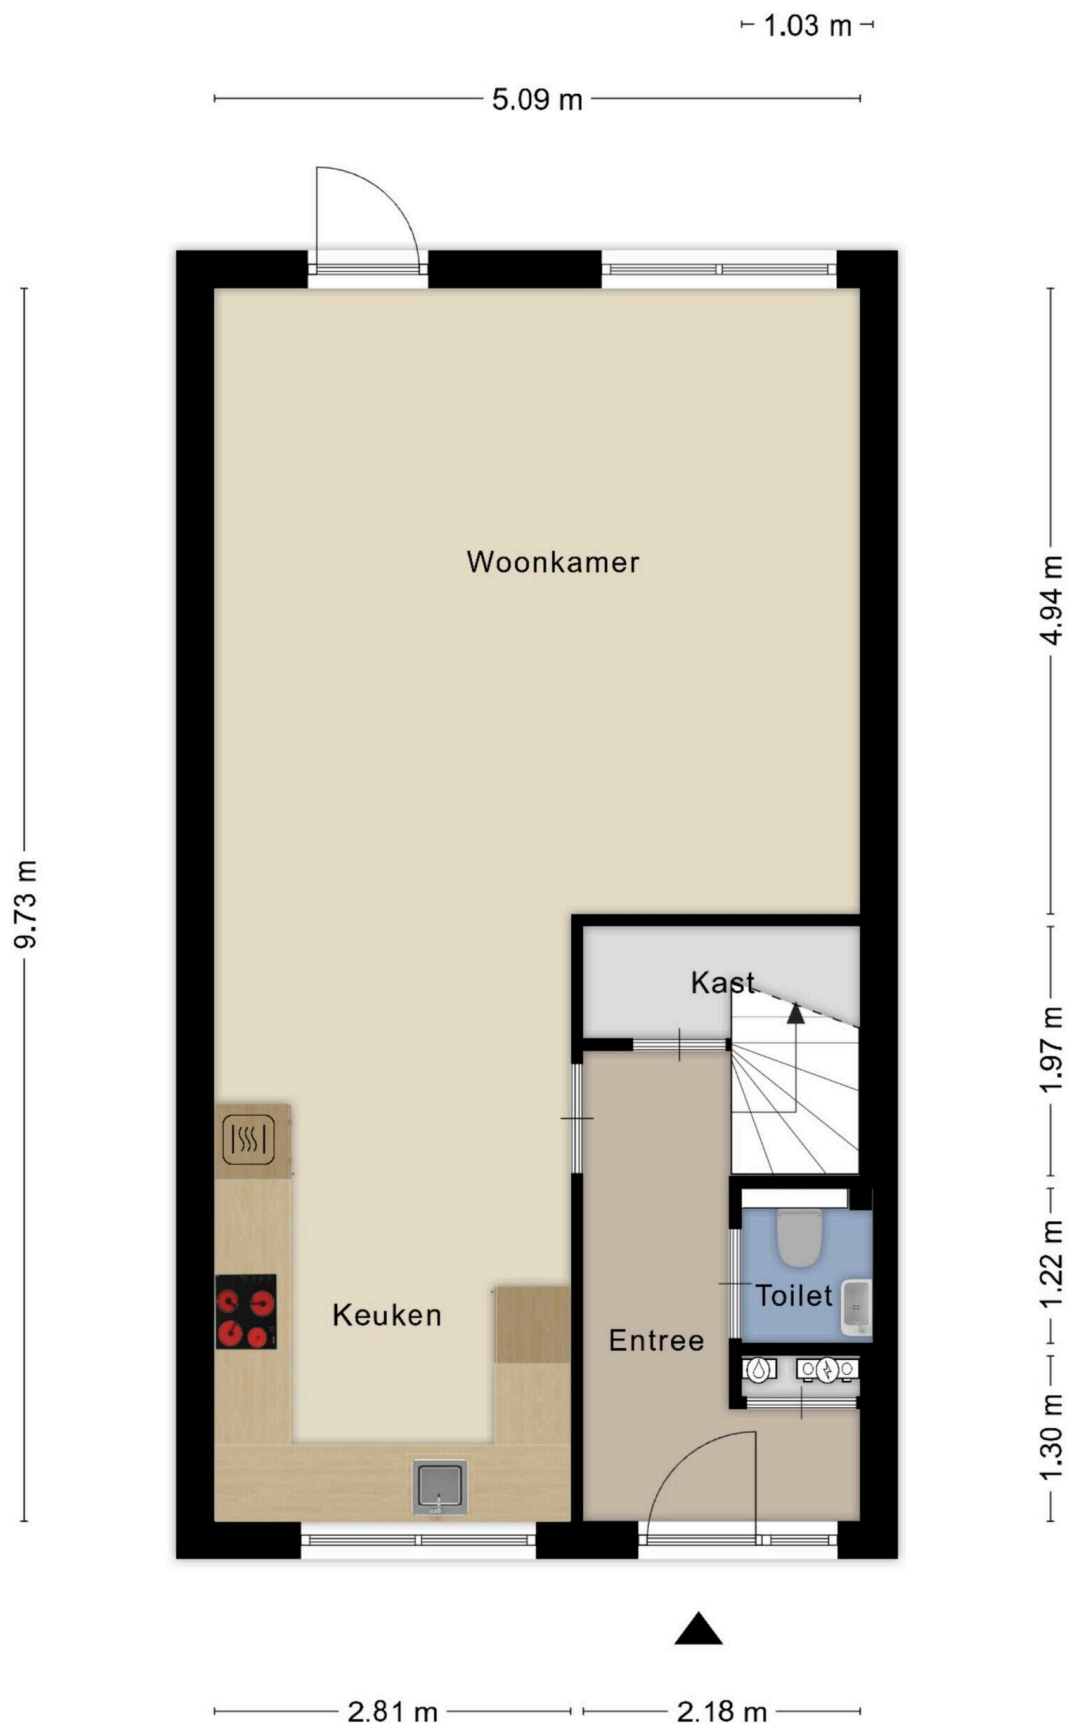 1.03 m
5.09 m
Woonkamer
4.94 m
9.73 m
Kast
1.97 m
Toilet
1.22 m
Keuken
Entree
1.30 m
2.81 m
2.18 m